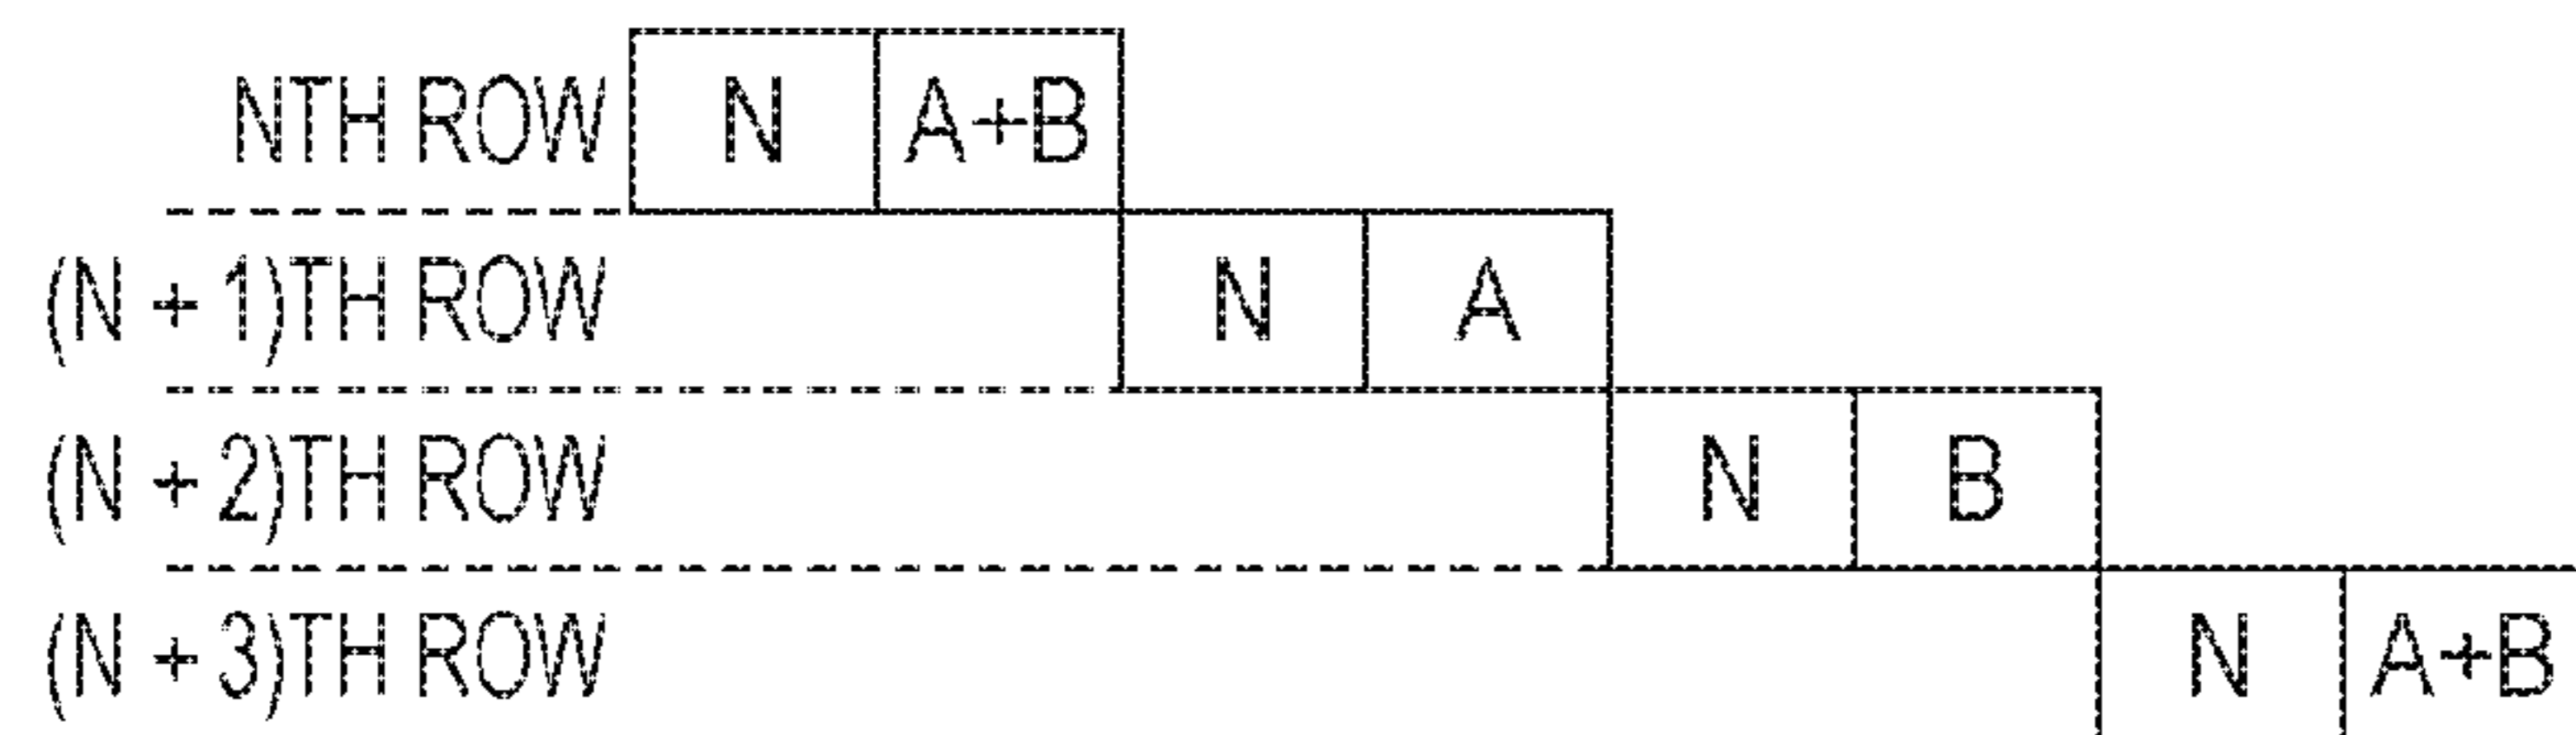 NTH ROW N A+B
(N + 1)TH ROW N A
(N + 2)TH ROW N B
(N + 3)TH ROW N A+B